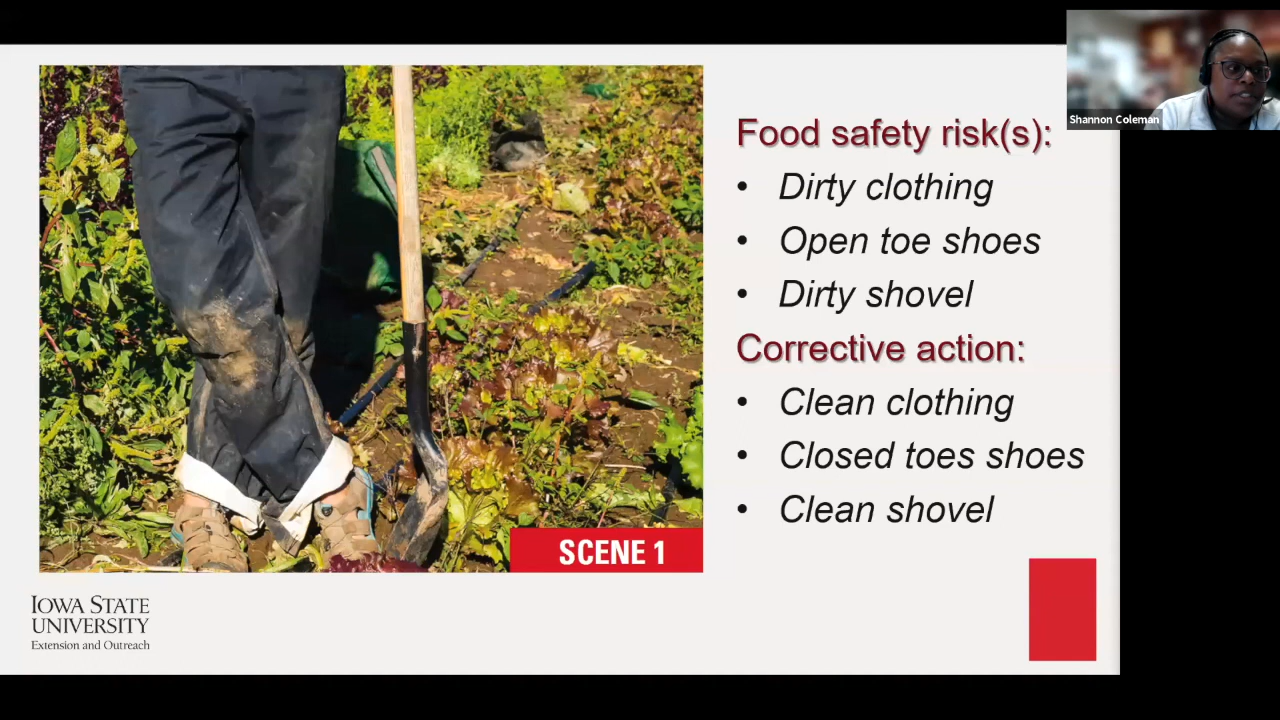 Shannon Coleman
Food safety risk(s):
• Dirty clothing
• Open toe shoes
• Dirty shovel
Corrective action:
• Clean clothing
• Closed toes shoes
• Clean shovel
SCENE 1
IOWA STATE
UNIVERSITY
Extension and Outreach